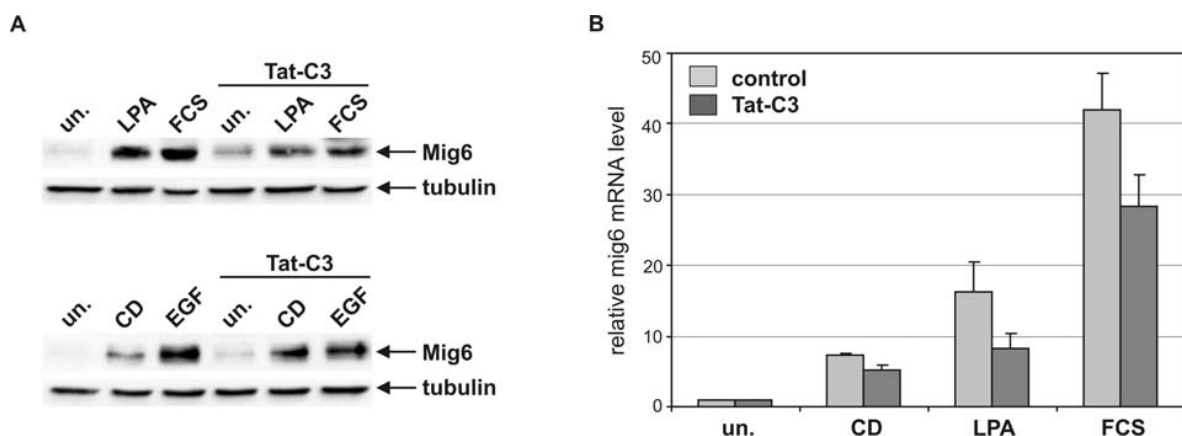 A
Tat-C3
un. LPA FCS un. LPA FCS
Mig6
tubulin
Tat-C3
un. CD EGF un. CD EGF
Mig6
tubulin
B
relative mig6 mRNA level
50
40
30
20
10
0
control
Tat-C3
un. CD LPA FCS